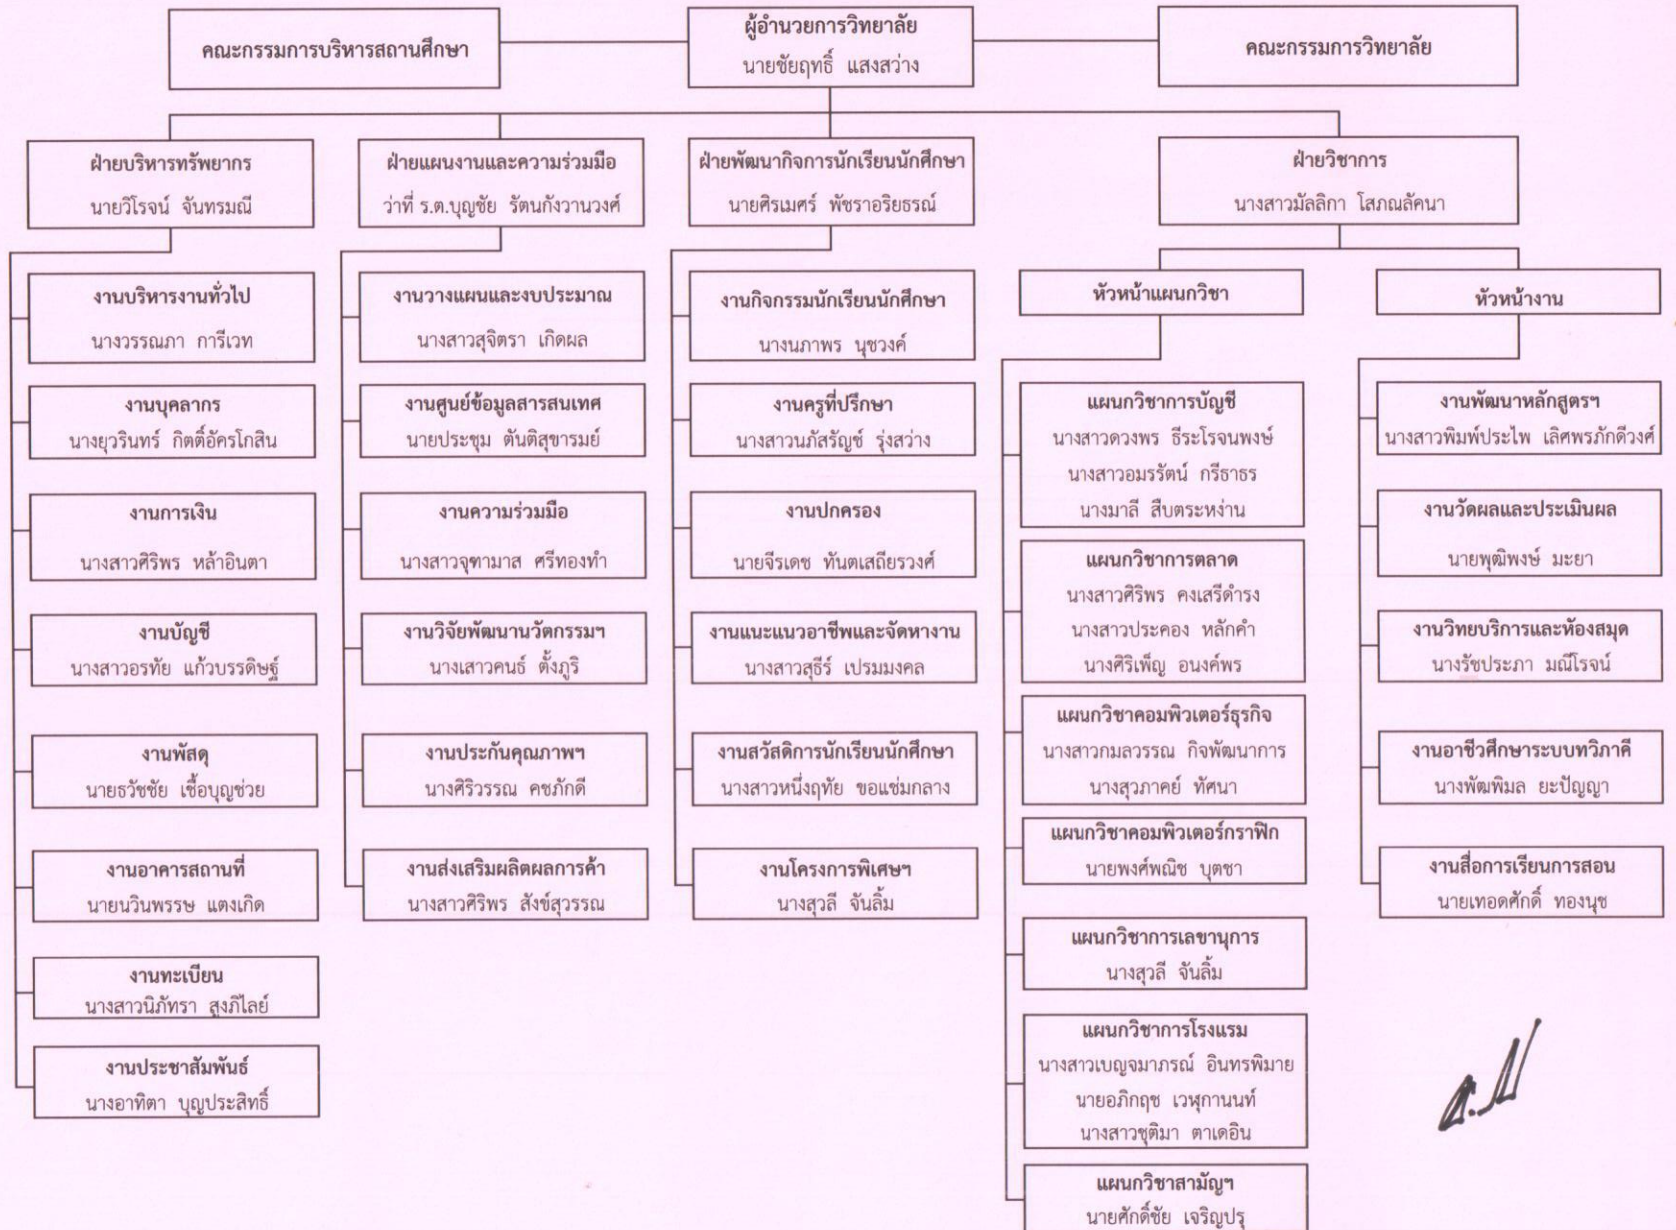 คณะกรรมการบริหารสถานศึกษา
ผู้อำนวยการวิทยาลัย
นายชัยฤทธิ์ แสงสว่าง
คณะกรรมการวิทยาลัย
ฝ่ายบริหารทรัพยากร
นายวิโรจน์ จันทรมณี
ฝ่ายแผนงานและความร่วมมือ
ว่าที่ ร.ต.บุญชัย รัตนกังวานวงศ์
ฝ่ายพัฒนากิจการนักเรียนนักศึกษา
นายศิรเมศร์ พัชราอริยธรณ์
ฝ่ายวิชาการ
นางสาวมัลลิกา โสภณลัคนา
งานบริหารงานทั่วไป
นางวรรณภา การีเวท
งานบุคลากร
นางยุวรินทร์ กิตติ์อัครโกสิน
งานการเงิน
นางสาวศิริพร หล้าอินตา
งานบัญชี
นางสาวอรทัย แก้วบรรดิษฐ์
งานพัสดุ
นายธวัชชัย เชื้อบุญช่วย
งานอาคารสถานที่
นายนวินพรรษ แตงเกิด
งานทะเบียน
นางสาวนิภัทรา สูงภิไลย์
งานประชาสัมพันธ์
นางอาทิตา บุญประสิทธิ์
งานวางแผนและงบประมาณ
นางสาวสุจิตรา เกิดผล
งานศูนย์ข้อมูลสารสนเทศ
นายประชุม ตันติสุขารมย์
งานความร่วมมือ
นางสาวจุฑามาส ศรีทองทำ
งานวิจัยพัฒนานวัตกรรมฯ
นางเสาวคนธ์ ตั้งภูริ
งานประกันคุณภาพฯ
นางศิริวรรณ คชภักดี
งานส่งเสริมผลิตผลการค้า
นางสาวศิริพร สังข์สุวรรณ
งานกิจกรรมนักเรียนนักศึกษา
นางนภาพร นุชวงค์
งานครูที่ปรึกษา
นางสาวนภัสรัญช์ รุ่งสว่าง
งานปกครอง
นายจีรเดช ทันตเสถียรวงศ์
งานแนะแนวอาชีพและจัดหางาน
นางสาวสุธีร์ เปรมมงคล
งานสวัสดิการนักเรียนนักศึกษา
นางสาวหนึ่งฤทัย ขอแช่มกลาง
งานโครงการพิเศษฯ
นางสุวลี จันลิ้ม
หัวหน้าแผนกวิชา
แผนกวิชาการบัญชี
นางสาวดวงพร ธีระโรจนพงษ์
นางสาวอมรรัตน์ กรีธาธร
นางมาลี สืบตระหง่าน
แผนกวิชาการตลาด
นางสาวศิริพร คงเสรีดำรง
นางสาวประคอง หลักคำ
นางศิริเพ็ญ อนงค์พร
แผนกวิชาคอมพิวเตอร์ธุรกิจ
นางสาวกมลวรรณ กิจพัฒนาการ
นางสุวภาคย์ ทัศนา
แผนกวิชาคอมพิวเตอร์กราฟิก
นายพงศ์พณิช บุตชา
แผนกวิชาการเลขานุการ
นางสุวลี จันลิ้ม
แผนกวิชาการโรงแรม
นางสาวเบญจมาภรณ์ อินทรพิมาย
นายอภิกฤช เวฬุกานนท์
นางสาวชุติมา ตาเดอิน
แผนกวิชาสามัญฯ
นายศักดิ์ชัย เจริญปรุ
หัวหน้างาน
งานพัฒนาหลักสูตรฯ
นางสาวพิมพ์ประไพ เลิศพรภักดีวงศ์
งานวัดผลและประเมินผล
นายพุฒิพงษ์ มะยา
งานวิทยบริการและห้องสมุด
นางรัชประภา มณีโรจน์
งานอาชีวศึกษาระบบทวิภาคี
นางพัฒพิมล ยะปัญญา
งานสื่อการเรียนการสอน
นายเทอดศักดิ์ ทองนุช